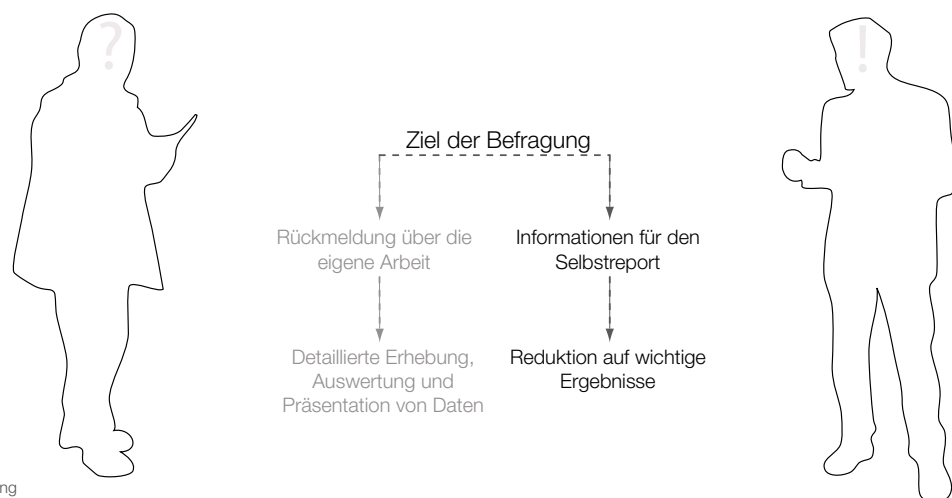 ?
!
Ziel der Befragung
Rückmeldung über die
eigene Arbeit
Informationen für den
Selbstreport
Detaillierte Erhebung,
Auswertung und
Präsentation von Daten
Reduktion auf wichtige
Ergebnisse
ng